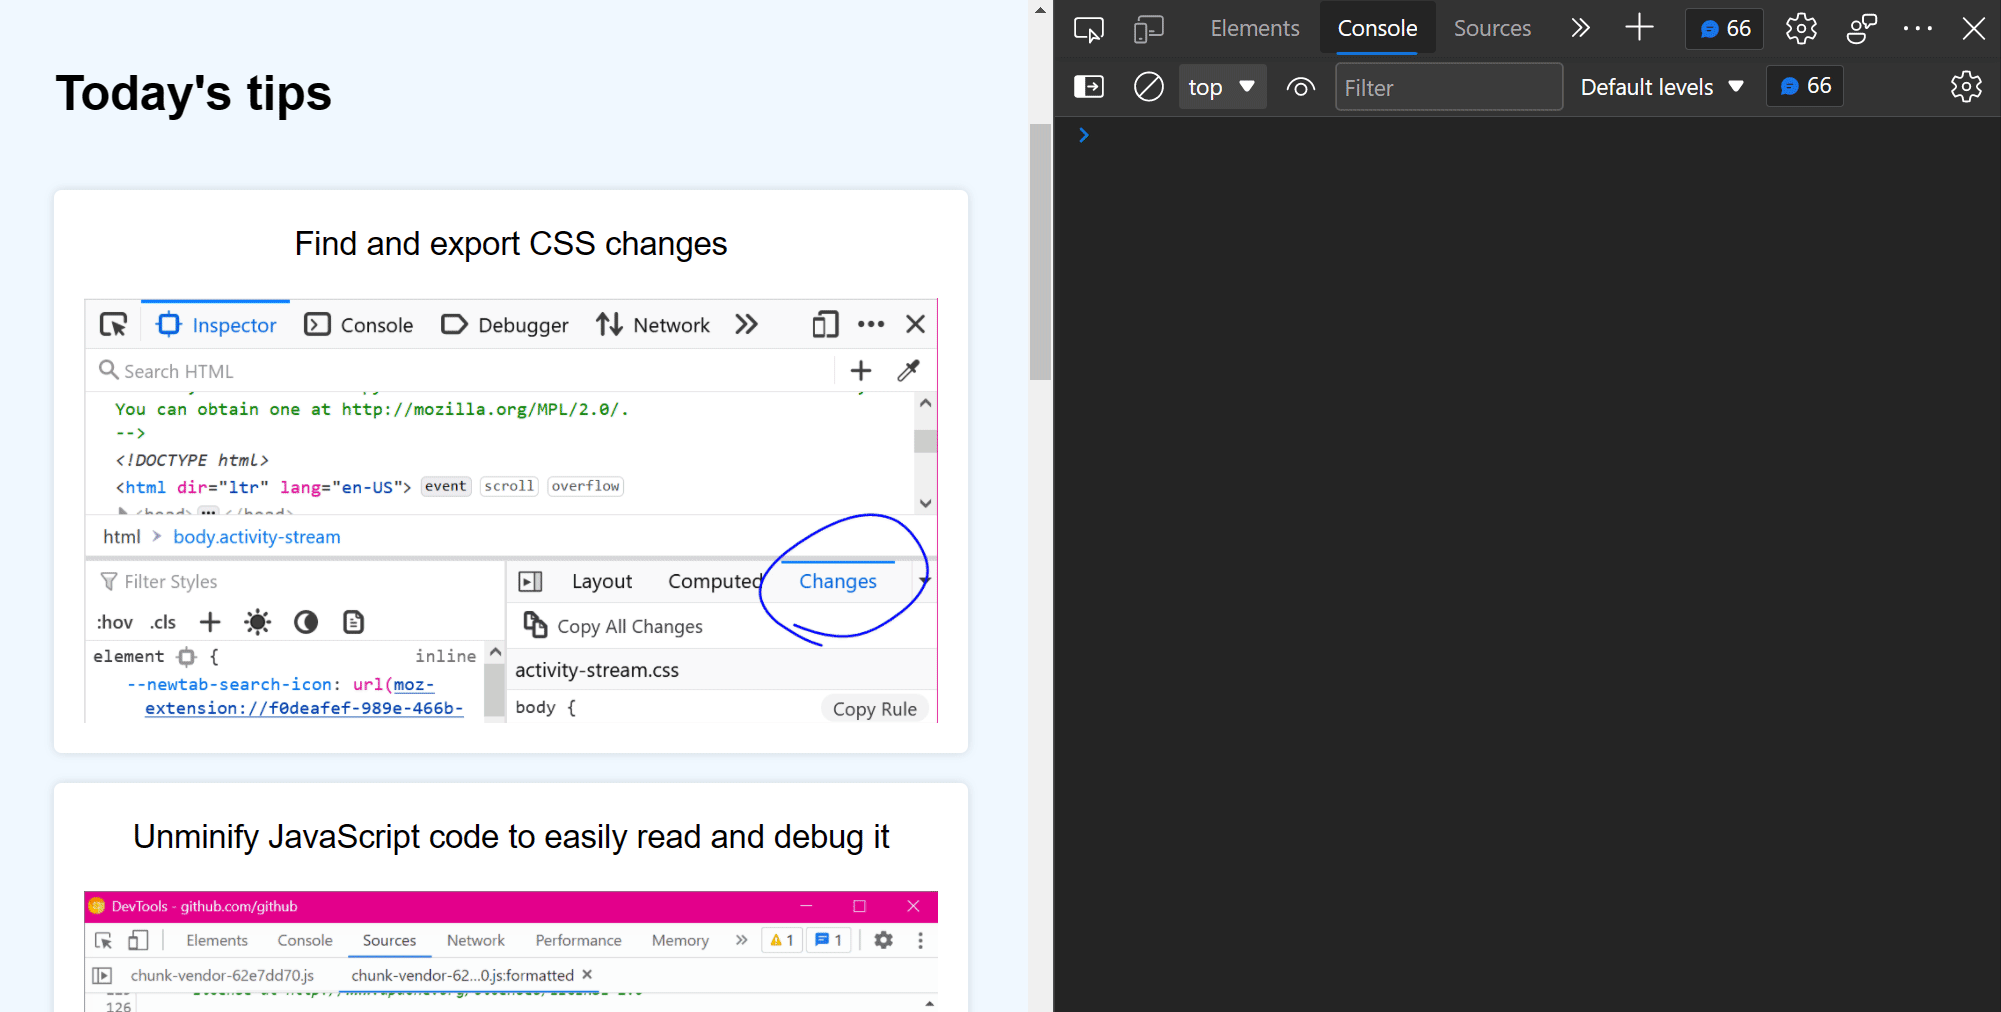 Today's tips
Find and export CSS changes
Inspector Console Debugger Network
Search HTML
You can obtain one at http://mozilla.org/MPL/2.0/.
-->
<!DOCTYPE html>
<html dir="ltr" lang="en-US"> event scroll overflow
html > body.activity-stream
Filter Styles
:hov .cls
element { inline
--newtab-search-icon: url(moz-
extension://f0deafef-989e-466b-
Layout Computed Changes
Copy All Changes
activity-stream.css
body { Copy Rule
Unminify JavaScript code to easily read and debug it
DevTools - github.com/github
Elements Console Sources Network Performance Memory 1 1
chunk-vendor-62e7dd70.js chunk-vendor-62...0.js:formatted
126
Elements Console Sources 66
top Filter Default levels 66